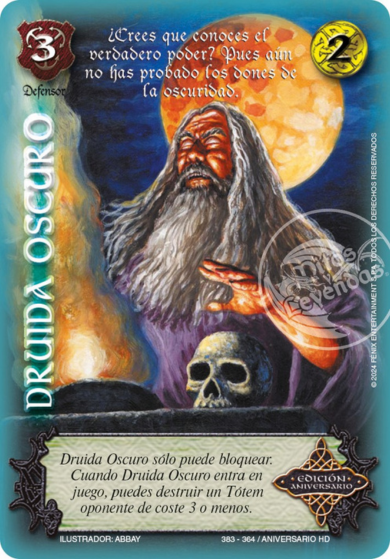 3
¿Crees que conoces el
verdadero poder? Pues aún
no has probado los dones de
la oscuridad.
2
Defensor
DRUIDA OSCURO
mitos y
Leyendas
© 2024 FENIX ENTERTAINMENT TODOS LOS DERECHOS RESERVADOS
Druida Oscuro sólo puede bloquear.
Cuando Druida Oscuro entra en
juego, puedes destruir un Tótem
oponente de coste 3 o menos.
EDICIÓN
ANIVERSARIO
ILUSTRADOR: ABBAY
383 - 364 / ANIVERSARIO HD